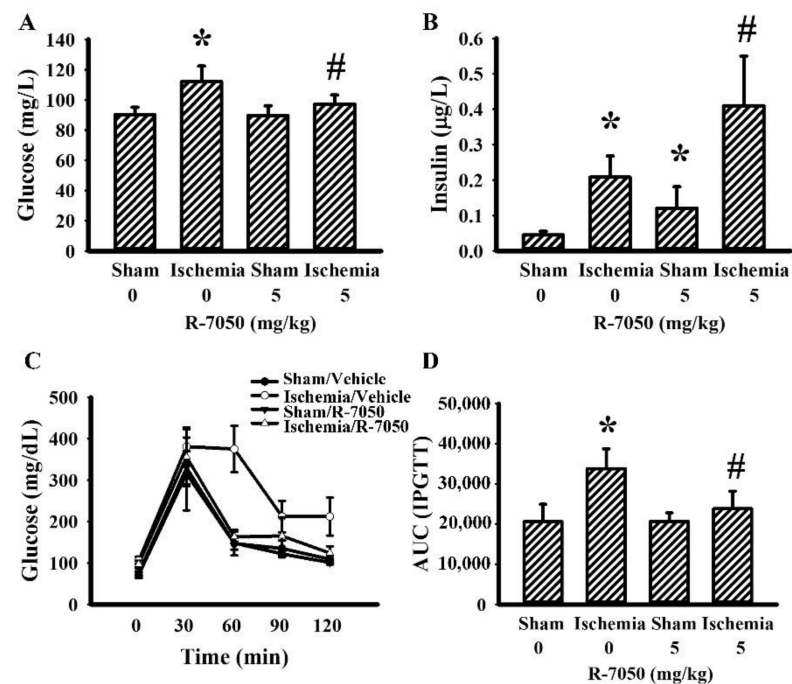 A
Glucose (mg/L)
140
120
100
80
60
40
20
0
*
#
Sham Ischemia Sham Ischemia
0 0 5 5
R-7050 (mg/kg)
B
Insulin (μg/L)
0.6
0.5
0.4
0.3
0.2
0.1
0.0
*
*
#
Sham Ischemia Sham Ischemia
0 0 5 5
R-7050 (mg/kg)
C
Glucose (mg/dL)
500
400
300
200
100
0
Sham/Vehicle
Ischemia/Vehicle
Sham/R-7050
Ischemia/R-7050
0 30 60 90 120
Time (min)
D
AUC (IPGTT)
50,000
40,000
30,000
20,000
10,000
0
*
#
Sham Ischemia Sham Ischemia
0 0 5 5
R-7050 (mg/kg)